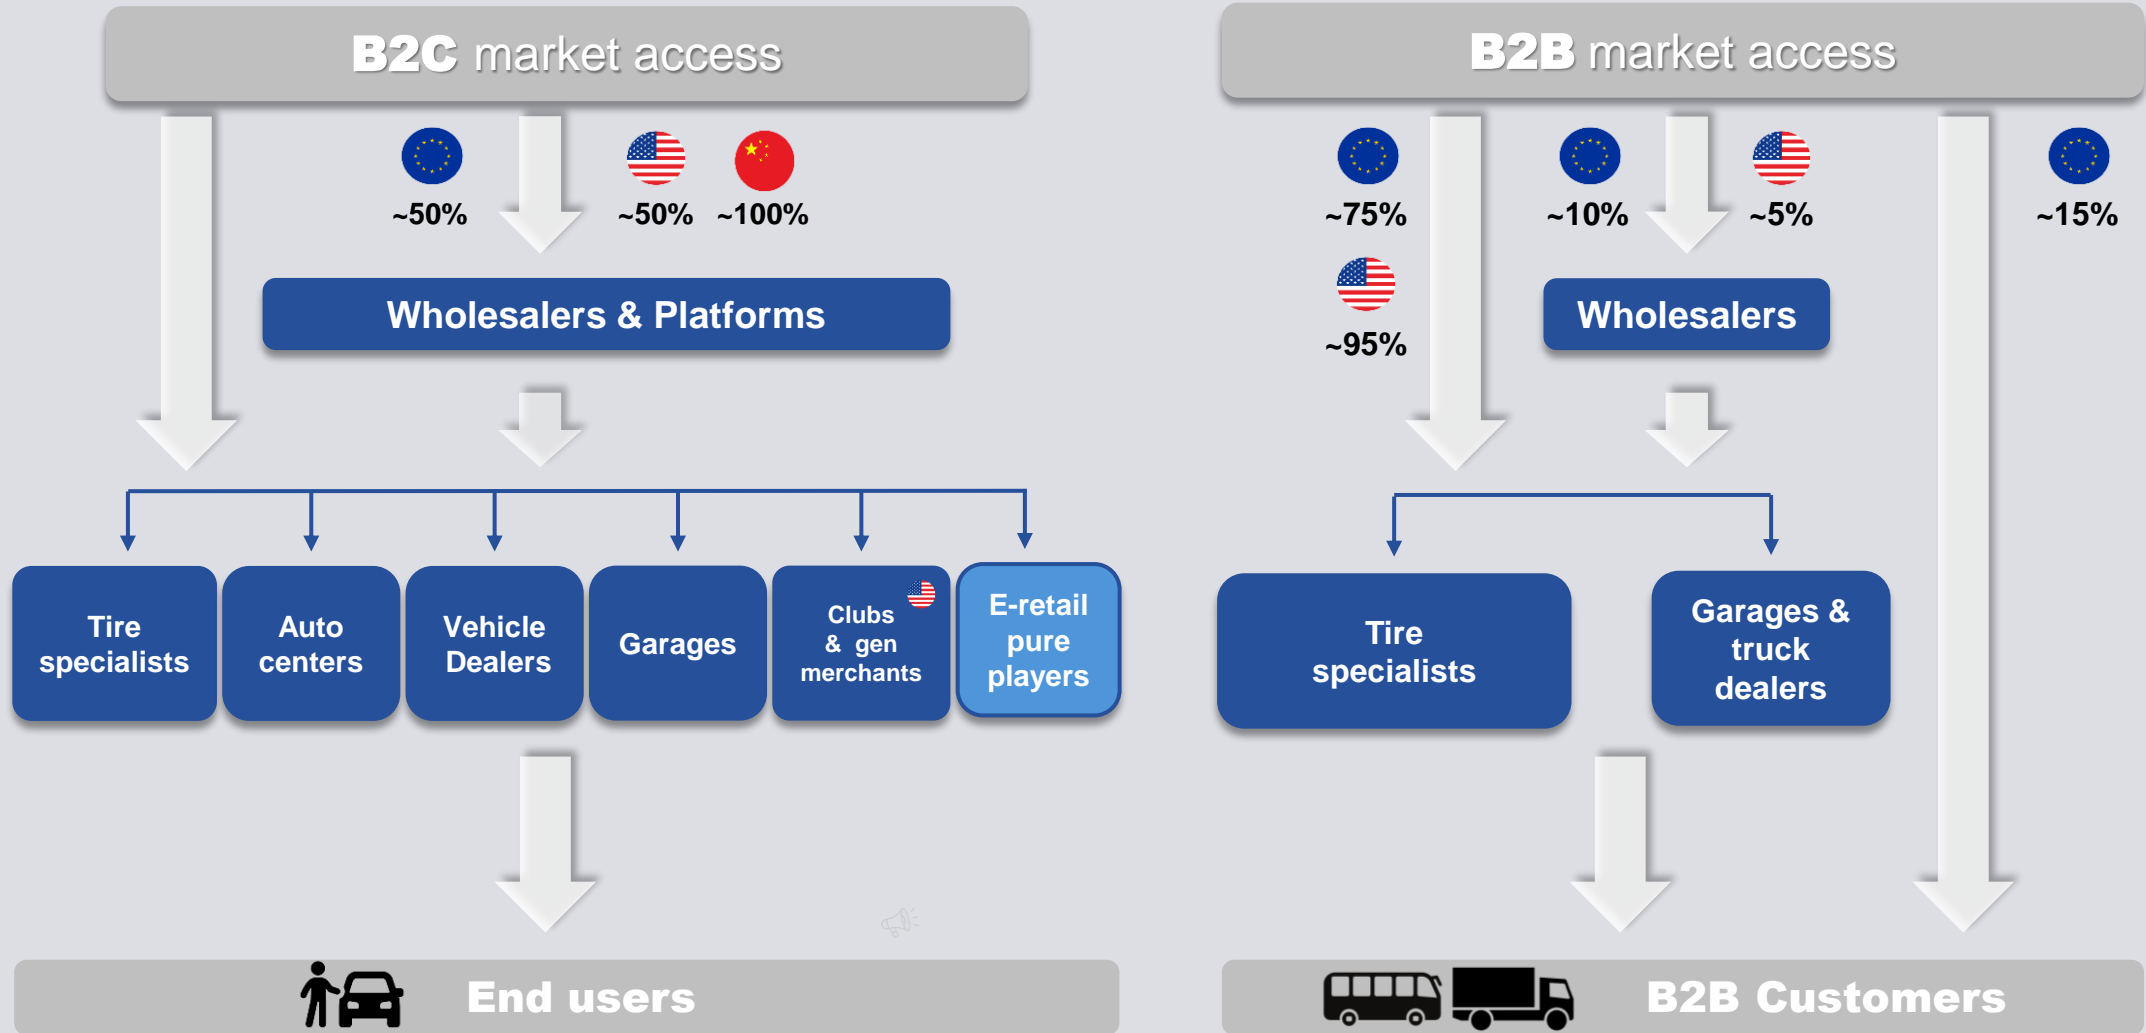 B2C market access
~50%
~50%
~100%
Wholesalers & Platforms
Tire
specialists
Auto
centers
Vehicle
Dealers
Garages
Clubs
& gen
merchants
E-retail
pure
players
End users
B2B market access
~75%
~95%
~10%
~5%
~15%
Wholesalers
Tire
specialists
Garages &
truck
dealers
B2B Customers